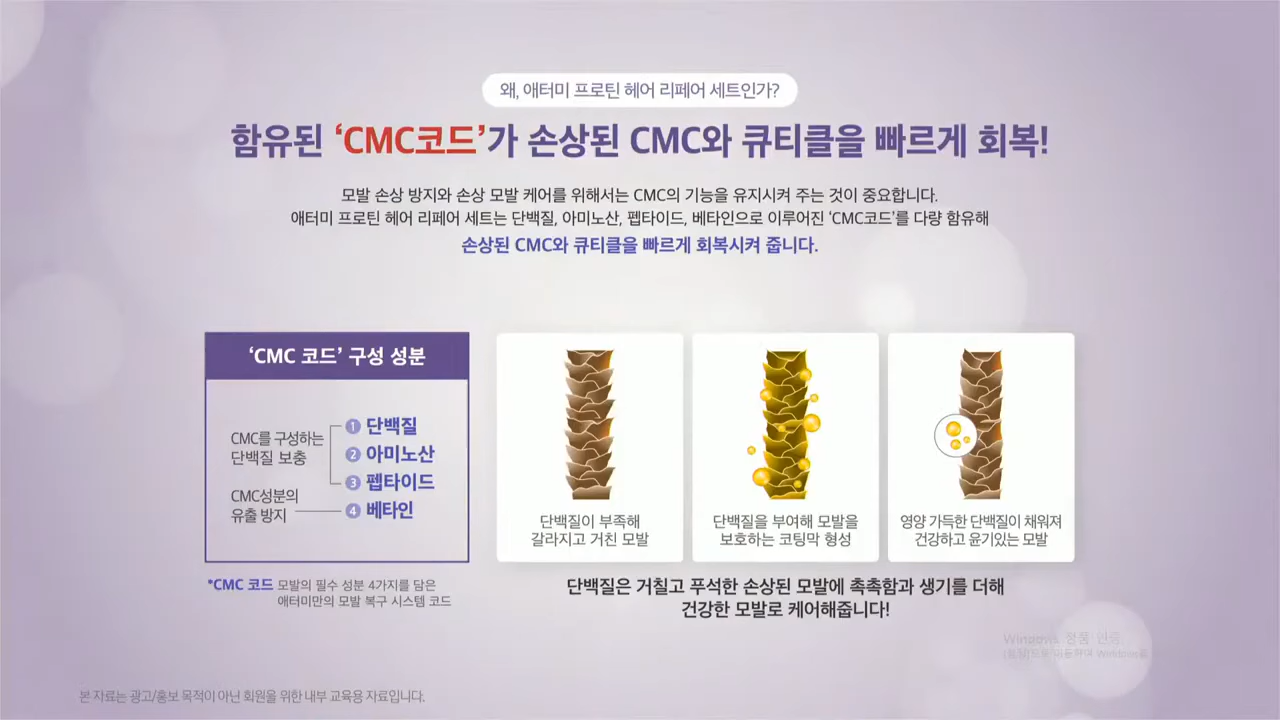 왜, 애터미 프로틴 헤어 리페어 세트인가?
함유된 ‘CMC코드’가 손상된 CMC와 큐티클을 빠르게 회복!
모발 손상 방지와 손상 모발 케어를 위해서는 CMC의 기능을 유지시켜 주는 것이 중요합니다.
애터미 프로틴 헤어 리페어 세트는 단백질, 아미노산, 펩타이드, 베타인으로 이루어진 ‘CMC코드’를 다량 함유해
손상된 CMC와 큐티클을 빠르게 회복시켜 줍니다.
‘CMC 코드’ 구성 성분
CMC를 구성하는
단백질 보충
1 단백질
2 아미노산
3 펩타이드
CMC성분의
유출 방지
4 베타인
*CMC 코드 모발의 필수 성분 4가지를 담은
애터미만의 모발 복구 시스템 코드
단백질이 부족해
갈라지고 거친 모발
단백질을 부여해 모발을
보호하는 코팅막 형성
영양 가득한 단백질이 채워져
건강하고 윤기있는 모발
단백질은 거칠고 푸석한 손상된 모발에 촉촉함과 생기를 더해
건강한 모발로 케어해줍니다!
Windows 정품 인증
본 자료는 광고/홍보 목적이 아닌 회원을 위한 내부 교육용 자료입니다.